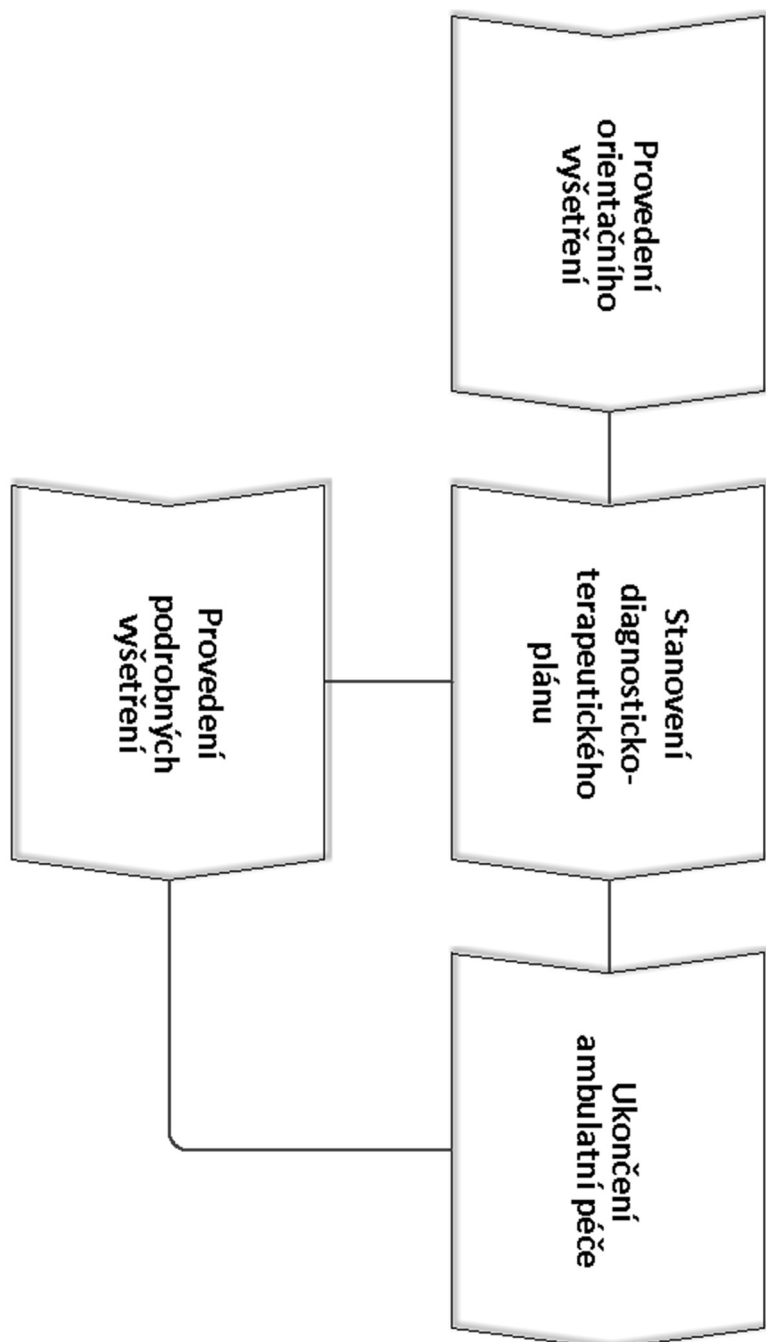 Provedení
orientačního
vyšetření
Stanovení
diagnosticko-
terapeutického
plánu
Ukončení
ambulatní péče
Provedení
podrobných
vyšetření